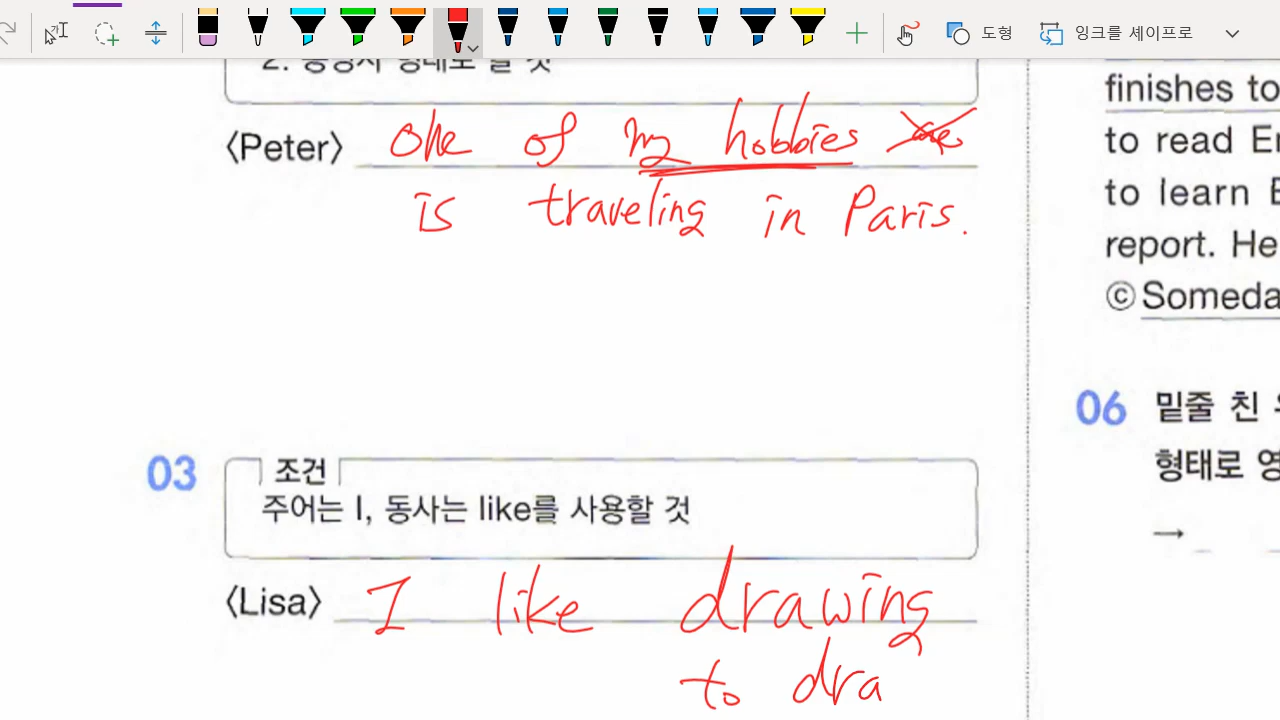 도형
잉크를 셰이프로
2. 동명사 형태로 쓸 것
〈Peter〉 one of my hobbies
is traveling in Paris.
03
조건
주어는 I, 동사는 like를 사용할 것
〈Lisa〉 I like drawing
to dra
finishes to
to read
to learn
report. He
ⓒ Someda
06 밑줄 친
형태로 영
→